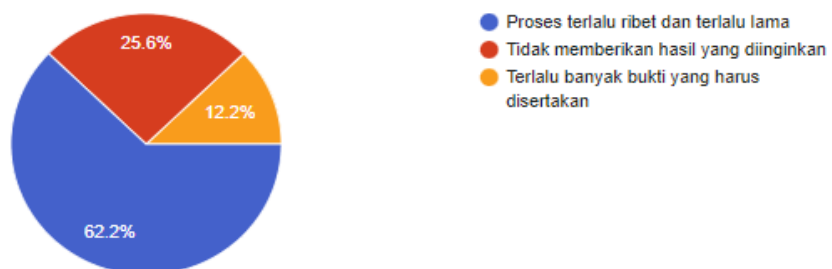 25.6%
12.2%
62.2%
Proses terlalu ribet dan terlalu lama
Tidak memberikan hasil yang diinginkan
Terlalu banyak bukti yang harus
disertakan